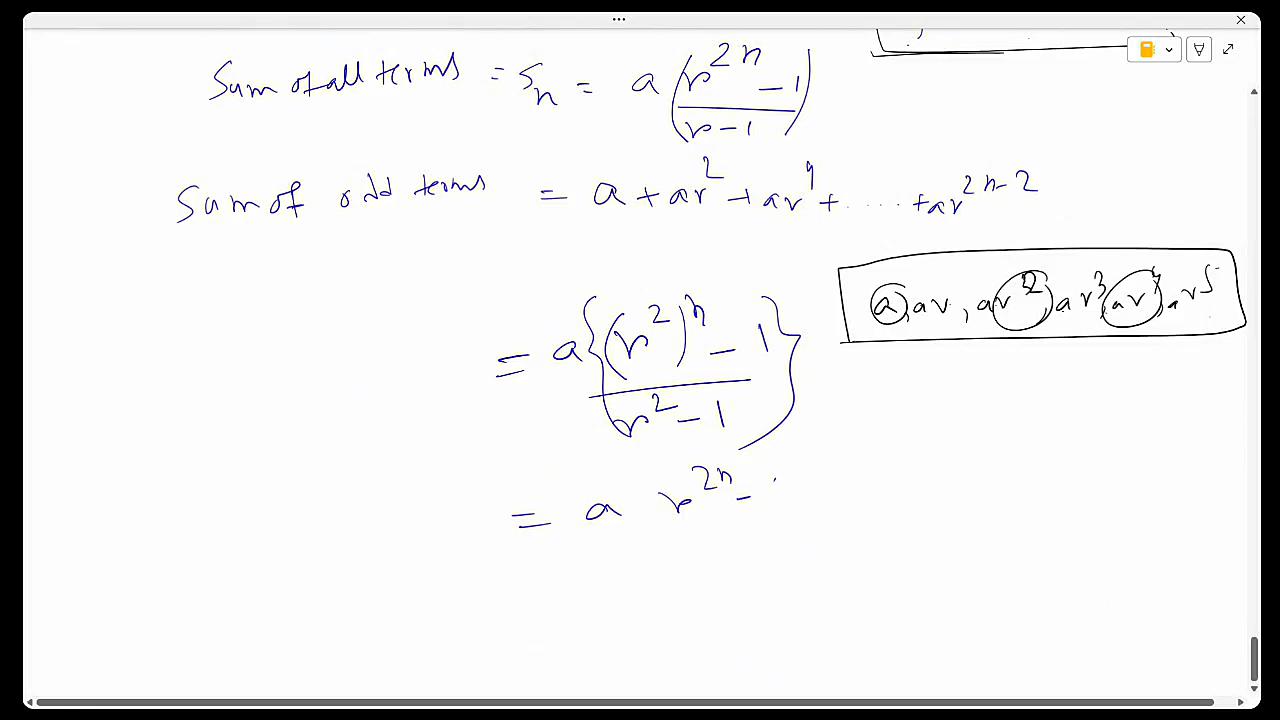 Sum of all terms = Sn = a (r^2n - 1 / r - 1)
Sum of odd terms = a + ar^2 + ar^4 + ..... + ar^2n-2
a, ar, ar^2, ar^3, ar^4, ar^5
= a {(r^2)^n - 1 / r^2 - 1}
= a r^2n -